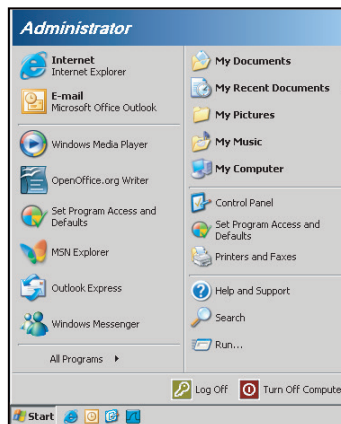 Administrator
Internet
Internet Explorer
E-mail
Microsoft Office Outlook
Windows Media Player
OpenOffice.org Writer
Set Program Access and
Defaults
MSN Explorer
Outlook Express
Windows Messenger
All Programs
My Documents
My Recent Documents
My Pictures
My Music
My Computer
Control Panel
Set Program Access and
Defaults
Printers and Faxes
Help and Support
Search
Run...
Log Off
Turn Off Compute
Start